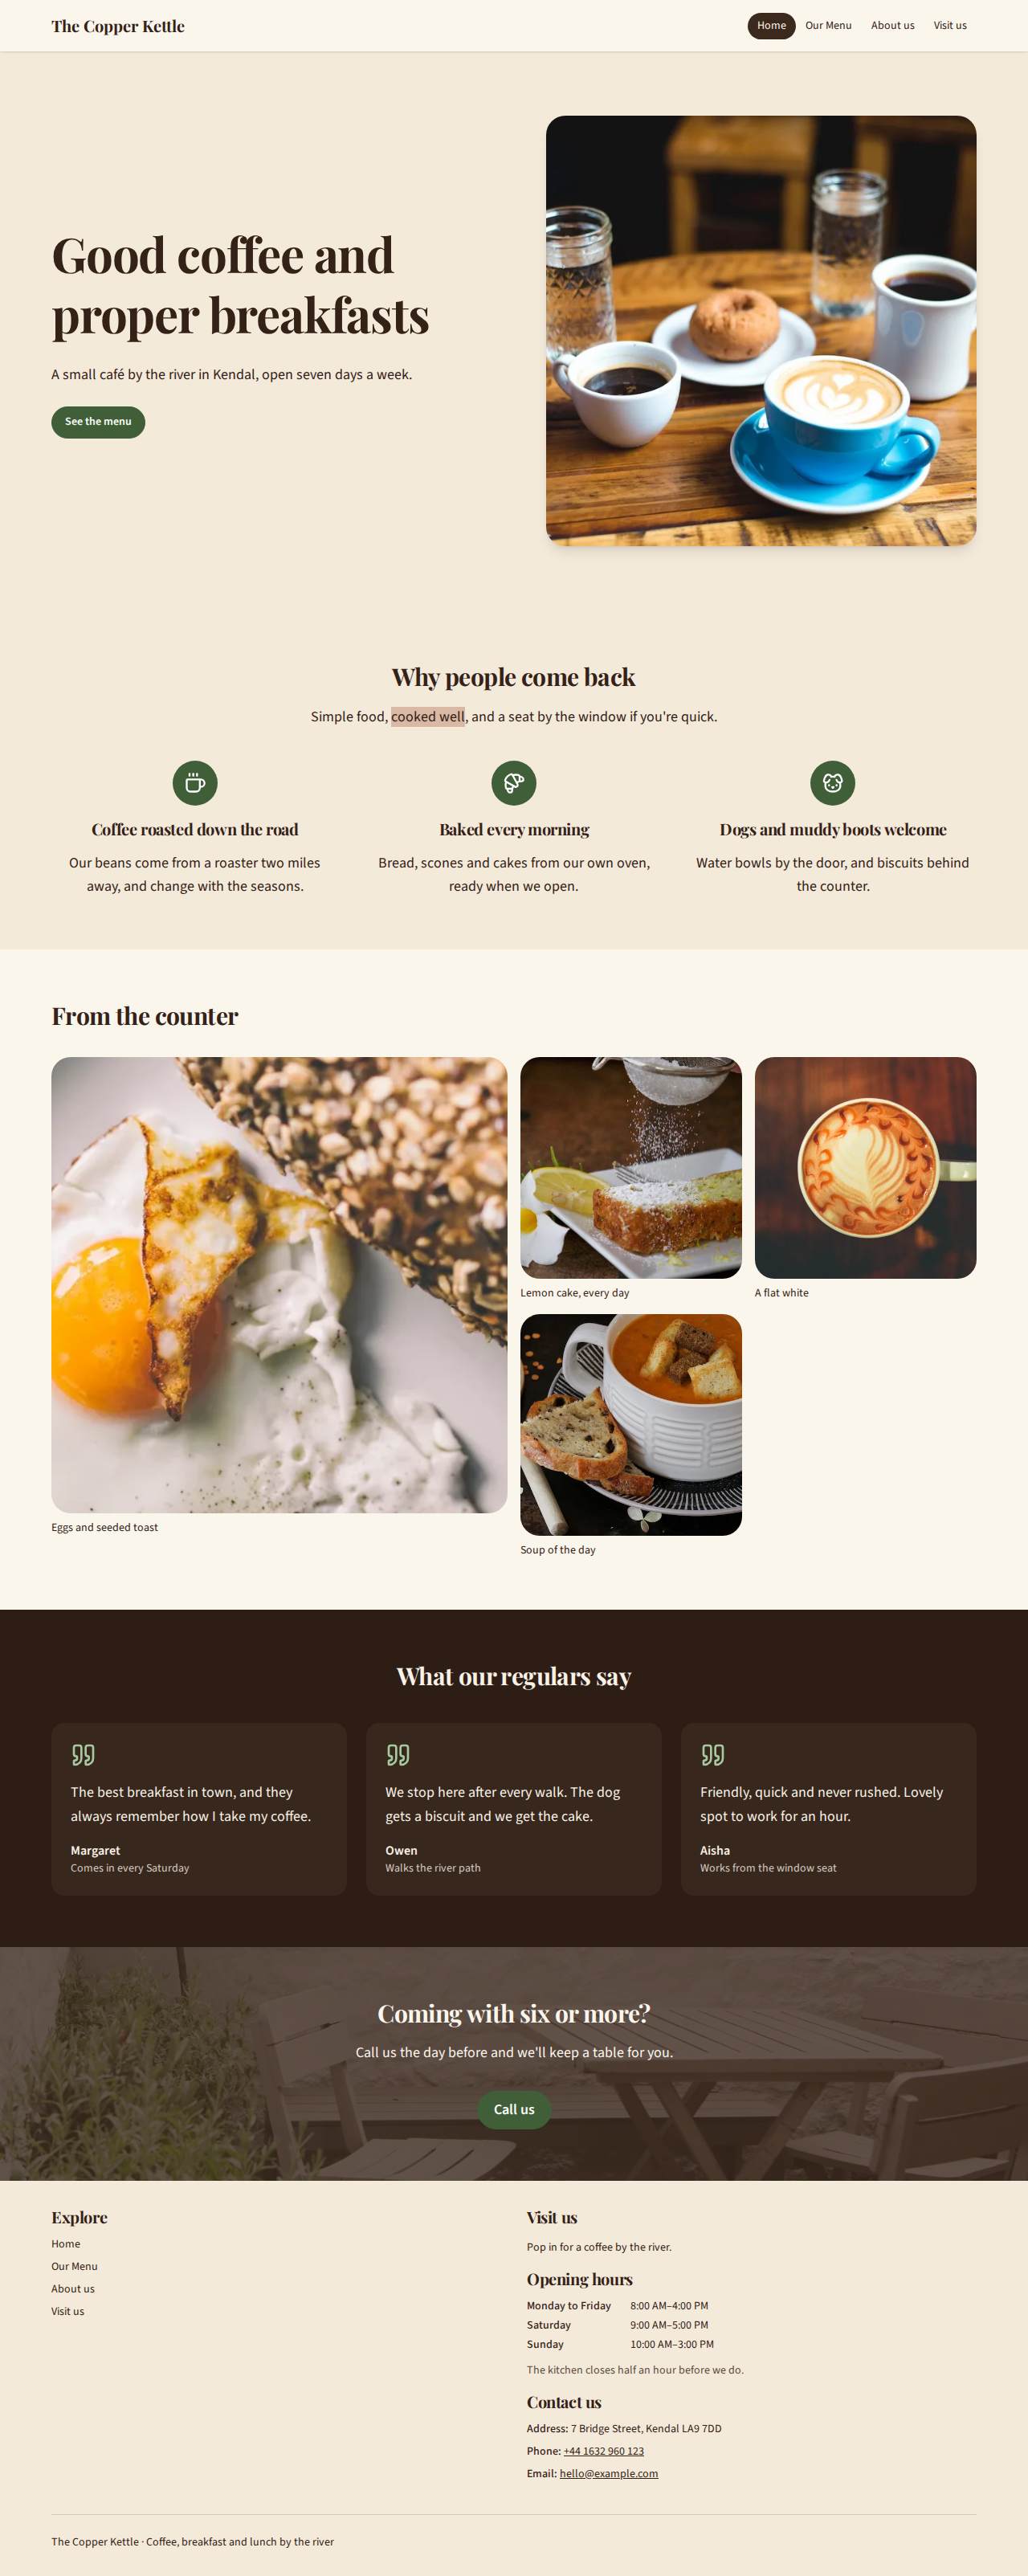 The Copper Kettle
Home
Our Menu
About us
Visit us
Good coffee and
proper breakfasts
A small café by the river in Kendal, open seven days a week.
See the menu
Why people come back
Simple food, cooked well, and a seat by the window if you're quick.
Coffee roasted down the road
Our beans come from a roaster two miles
away, and change with the seasons.
Baked every morning
Bread, scones and cakes from our own oven,
ready when we open.
Dogs and muddy boots welcome
Water bowls by the door, and biscuits behind
the counter.
From the counter
Eggs and seeded toast
Lemon cake, every day
A flat white
Soup of the day
What our regulars say
The best breakfast in town, and they
always remember how I take my coffee.
Margaret
Comes in every Saturday
We stop here after every walk. The dog
gets a biscuit and we get the cake.
Owen
Walks the river path
Friendly, quick and never rushed. Lovely
spot to work for an hour.
Aisha
Works from the window seat
Coming with six or more?
Call us the day before and we'll keep a table for you.
Call us
Explore
Home
Our Menu
About us
Visit us
Visit us
Pop in for a coffee by the river.
Opening hours
Monday to Friday 8:00 AM–4:00 PM
Saturday 9:00 AM–5:00 PM
Sunday 10:00 AM–3:00 PM
The kitchen closes half an hour before we do.
Contact us
Address: 7 Bridge Street, Kendal LA9 7DD
Phone: +44 1632 960 123
Email: hello@example.com
The Copper Kettle · Coffee, breakfast and lunch by the river